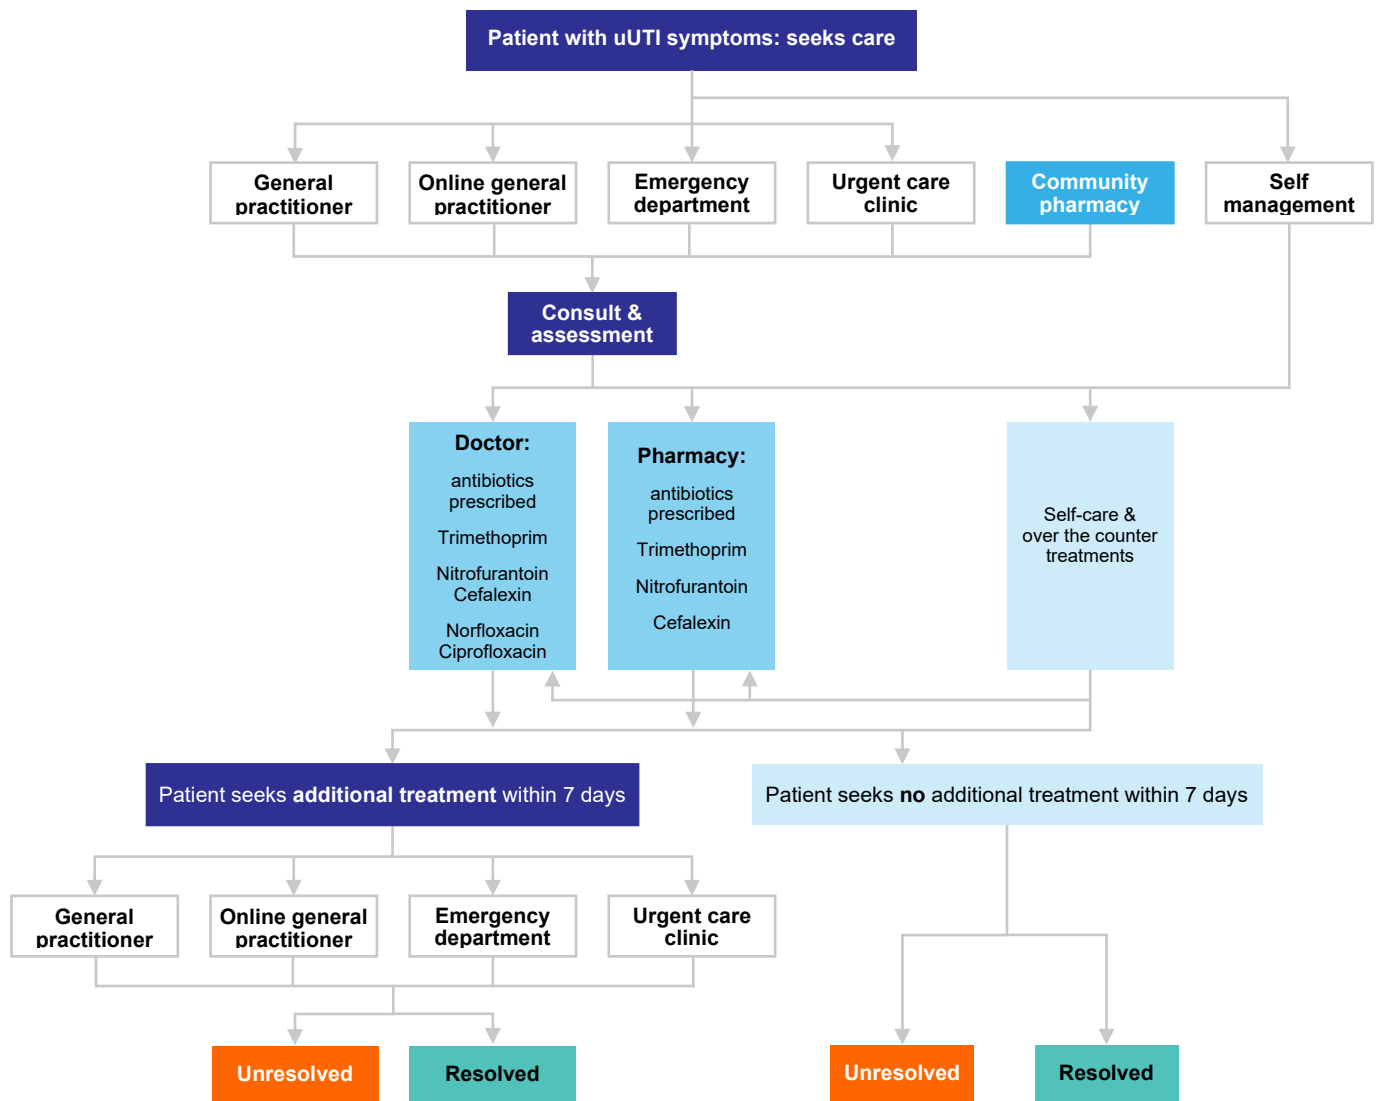 Patient with uUTI symptoms: seeks care
General
practitioner
Online general
practitioner
Emergency
department
Urgent care
clinic
Community
pharmacy
Self
management
Consult &
assessment
Doctor:
antibiotics
prescribed
Trimethoprim
Nitrofurantoin
Cefalexin
Norfloxacin
Ciprofloxacin
Pharmacy:
antibiotics
prescribed
Trimethoprim
Nitrofurantoin
Cefalexin
Self-care &
over the counter
treatments
Patient seeks additional treatment within 7 days
Patient seeks no additional treatment within 7 days
General
practitioner
Online general
practitioner
Emergency
department
Urgent care
clinic
Unresolved
Resolved
Unresolved
Resolved